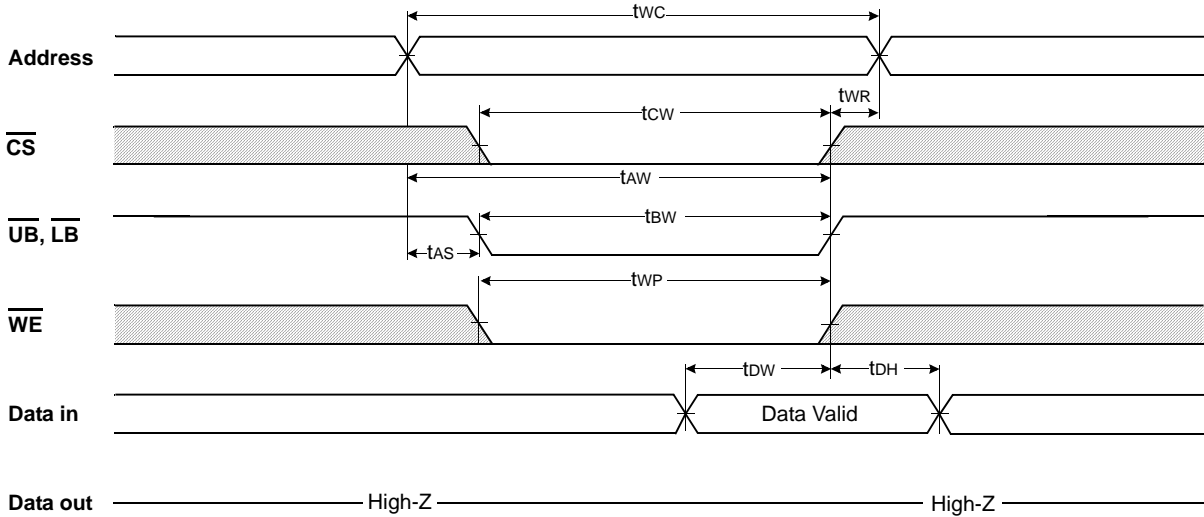 tWC
Address
tCW
tWR
CS
tAW
UB, LB
tBW
tAS
tWP
WE
tDW
tDH
Data in
Data Valid
Data out
High-Z
High-Z